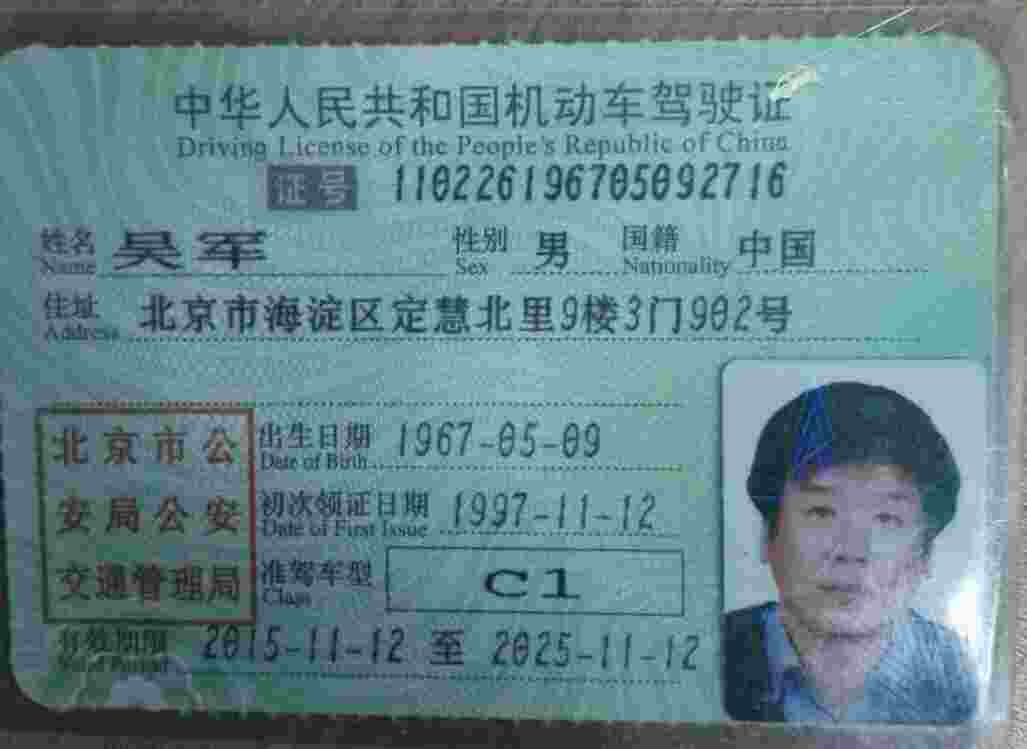 中华人民共和国机动车驾驶证
Driving License of the People's Republic of China
证号 110226196705092716
姓名 吴军 性别 男 国籍 中国
Name Sex Nationality
住址 北京市海淀区定慧北里9楼3门902号
Address
北京市公
安局公安
交通管理局
出生日期 1967-05-09
Date of Birth
初次领证日期 1997-11-12
Date of First Issue
准驾车型 C1
Class
有效期限 2015-11-12 至 2025-11-12
Valid Period